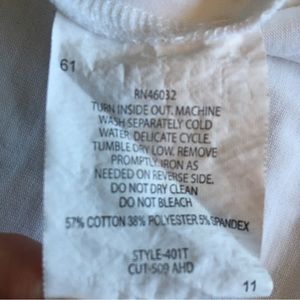 61
RN46032
TURN INSIDE OUT. MACHINE
WASH SEPARATELY COLD
WATER. DELICATE CYCLE.
TUMBLE DRY LOW. REMOVE
PROMPTLY. IRON AS
NEEDED ON REVERSE SIDE.
DO NOT DRY CLEAN
DO NOT BLEACH
57% COTTON 38% POLYESTER 5% SPANDEX
STYLE-401T
CUT-509 AHD
11